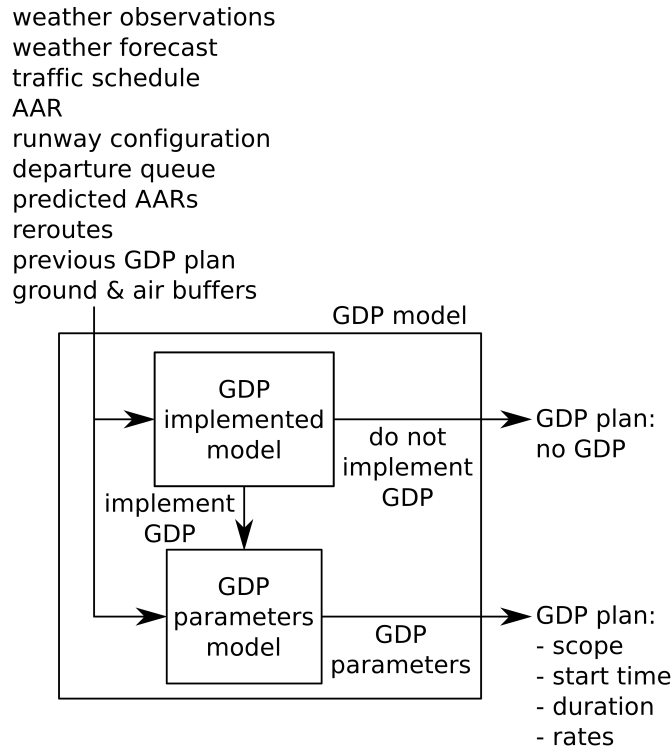 weather observations
weather forecast
traffic schedule
AAR
runway configuration
departure queue
predicted AARs
reroutes
previous GDP plan
ground & air buffers
GDP model
GDP
implemented
model
do not
implement
GDP
GDP plan:
no GDP
implement
GDP
GDP
parameters
model
GDP
parameters
GDP plan:
- scope
- start time
- duration
- rates